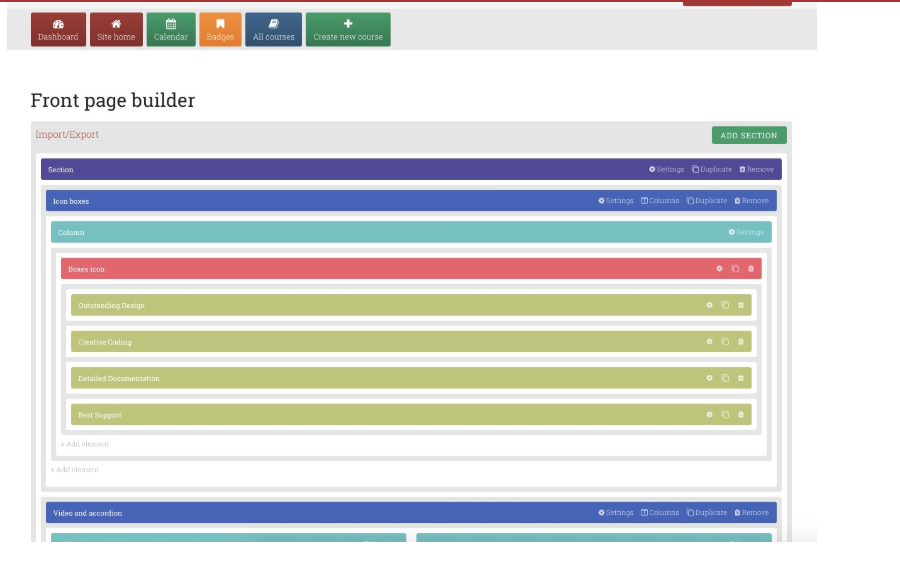 Dashboard Site home Calendar Badges All courses Create new course
Front page builder
Import/Export ADD SECTION
Section Settings Duplicate Remove
Icon boxes Settings Columns Duplicate Remove
Column Settings
Boxes icon
Outstanding Design
Creative Coding
Detailed Documentation
Best Support
+ Add element
+ Add element
Video and accordion Settings Columns Duplicate Remove